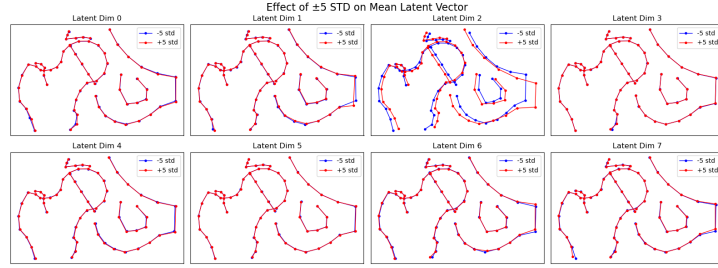 Effect of ±5 STD on Mean Latent Vector
Latent Dim 0
-5 std
+5 std
Latent Dim 1
-5 std
+5 std
Latent Dim 2
-5 std
+5 std
Latent Dim 3
-5 std
+5 std
Latent Dim 4
-5 std
+5 std
Latent Dim 5
-5 std
+5 std
Latent Dim 6
-5 std
+5 std
Latent Dim 7
-5 std
+5 std